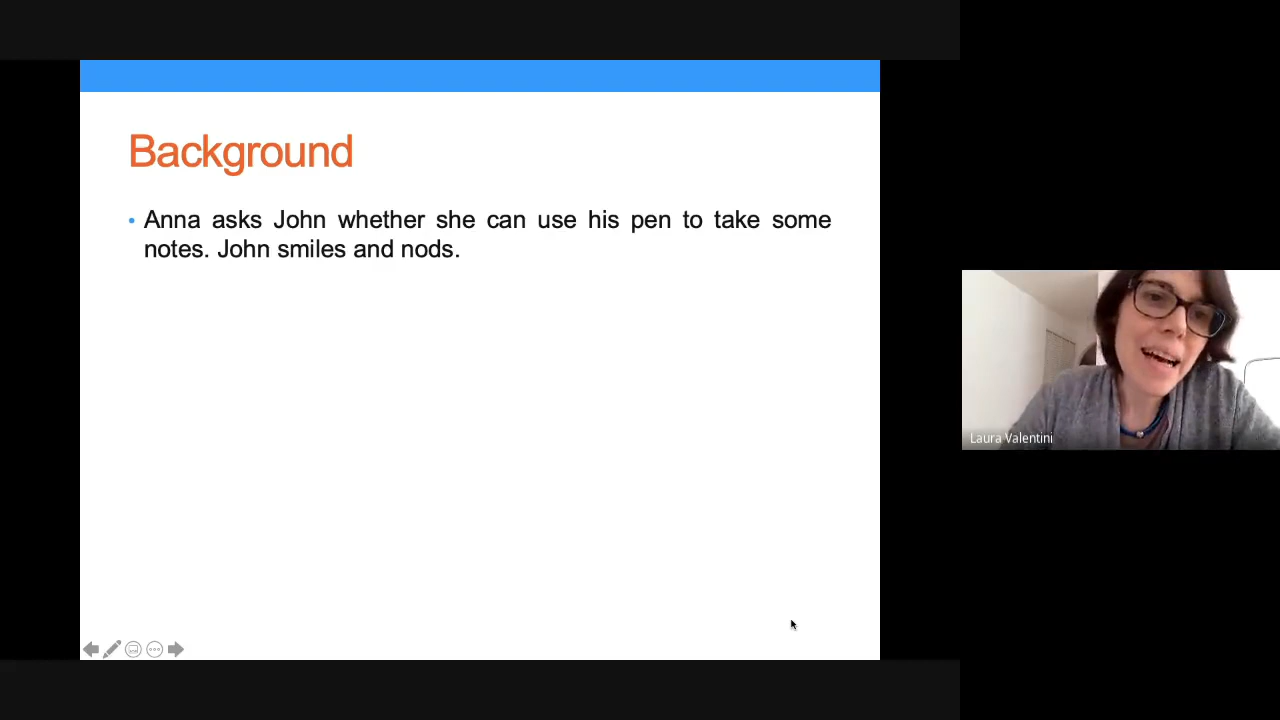 Background
• Anna asks John whether she can use his pen to take some
notes. John smiles and nods.
Laura Valentini